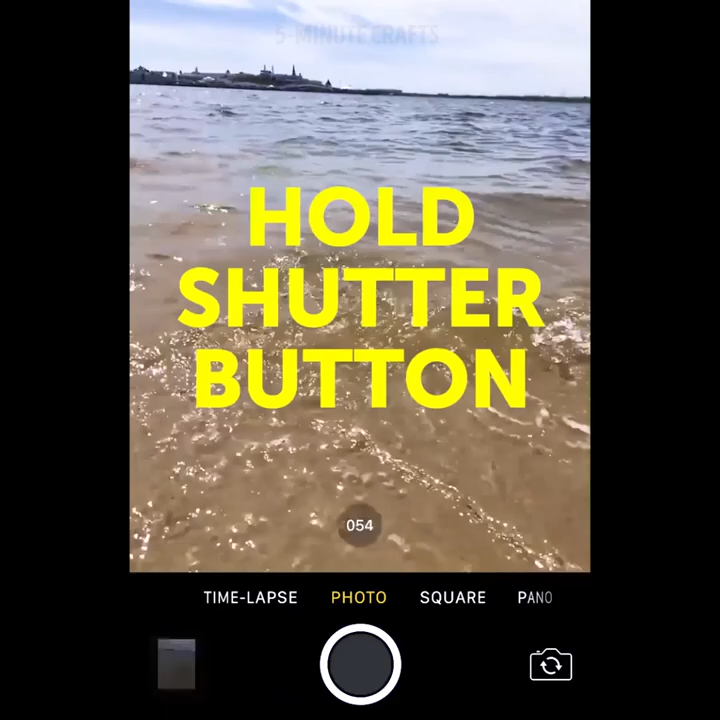 5-MINUTE CRAFTS
HOLD
SHUTTER
BUTTON
054
TIME-LAPSE PHOTO SQUARE PANO